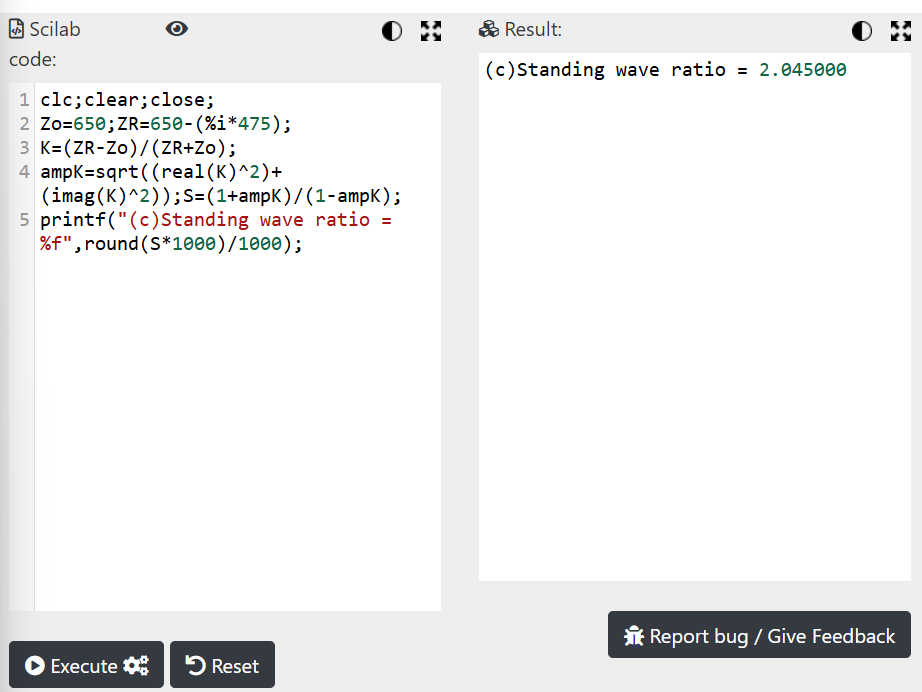 Scilab
code:
1 clc;clear;close;
2 Zo=650;ZR=650-(%i*475);
3 K=(ZR-Zo)/(ZR+Zo);
4 ampK=sqrt((real(K)^2)+
(imag(K)^2));S=(1+ampK)/(1-ampK);
5 printf("(c)Standing wave ratio =
%f",round(S*1000)/1000);
Execute
Reset
Result:
(c)Standing wave ratio = 2.045000
Report bug / Give Feedback